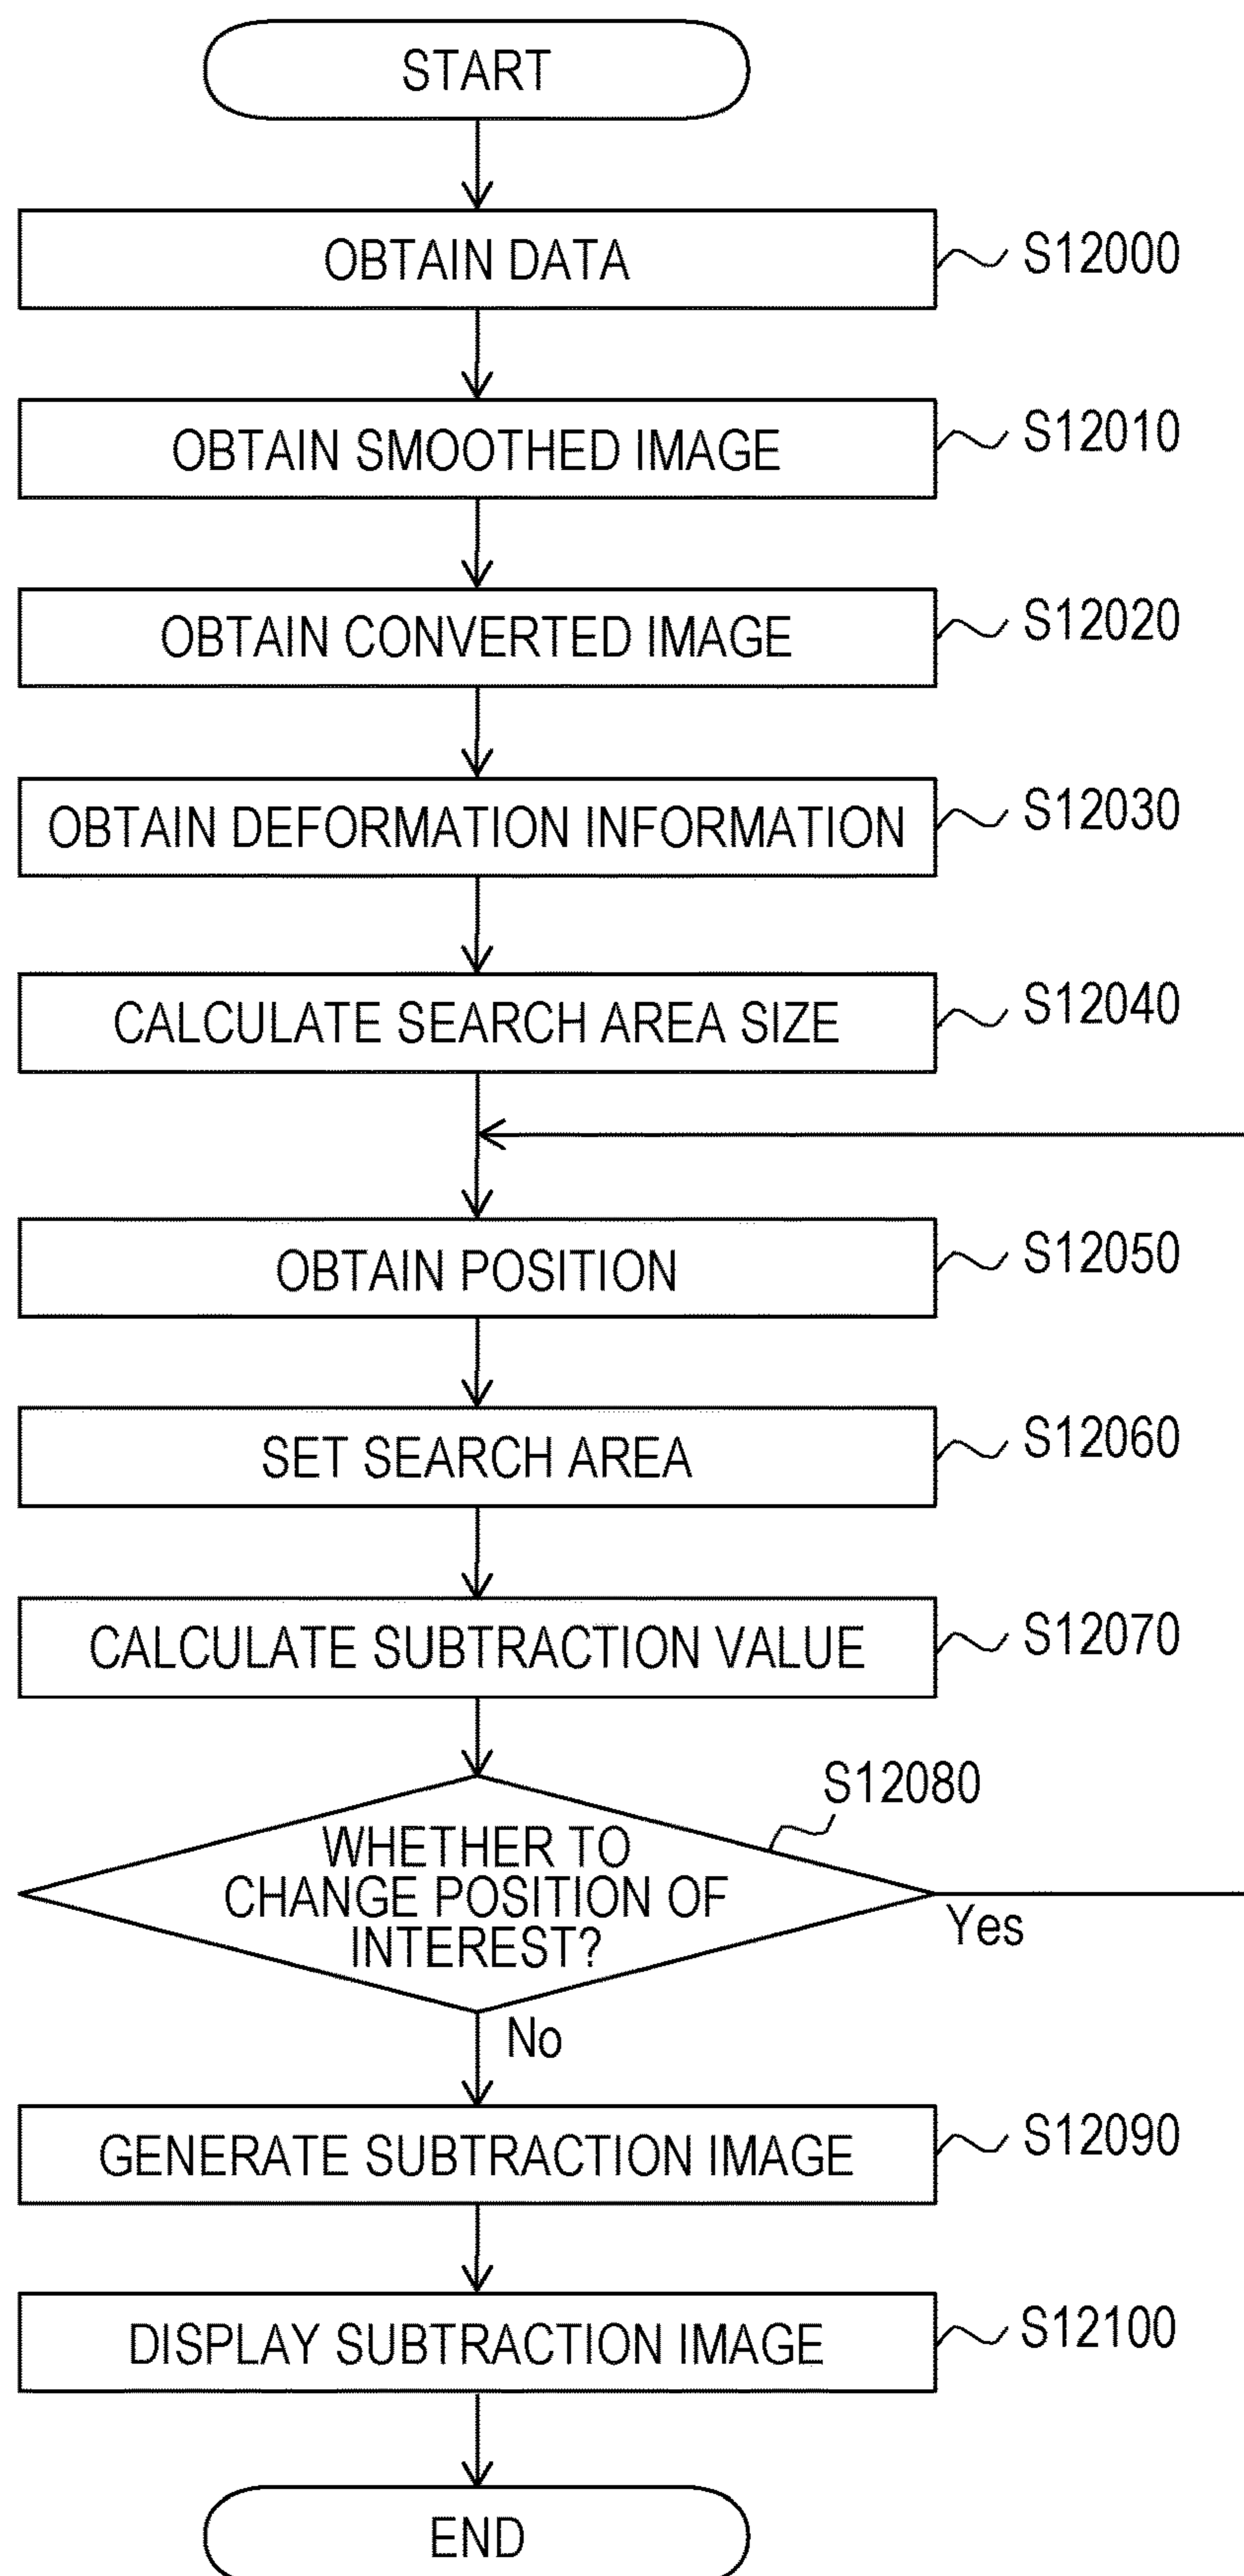 START
OBTAIN DATA
S12000
OBTAIN SMOOTHED IMAGE
S12010
OBTAIN CONVERTED IMAGE
S12020
OBTAIN DEFORMATION INFORMATION
S12030
CALCULATE SEARCH AREA SIZE
S12040
OBTAIN POSITION
S12050
SET SEARCH AREA
S12060
CALCULATE SUBTRACTION VALUE
S12070
S12080
WHETHER TO
CHANGE POSITION OF
INTEREST?
Yes
No
GENERATE SUBTRACTION IMAGE
S12090
DISPLAY SUBTRACTION IMAGE
S12100
END